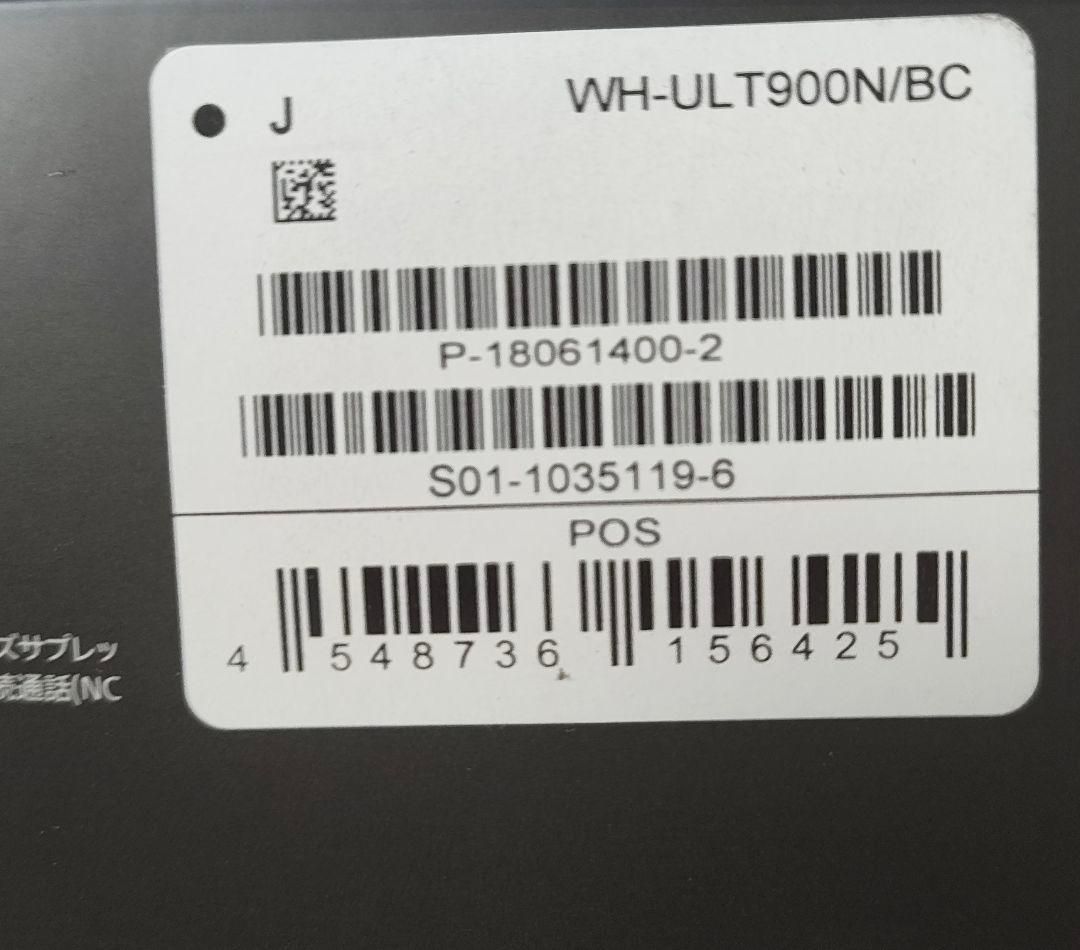 J
WH-ULT900N/BC
P-18061400-2
S01-1035119-6
POS
4 548736 156425
ズサプレッ
続通話(NC